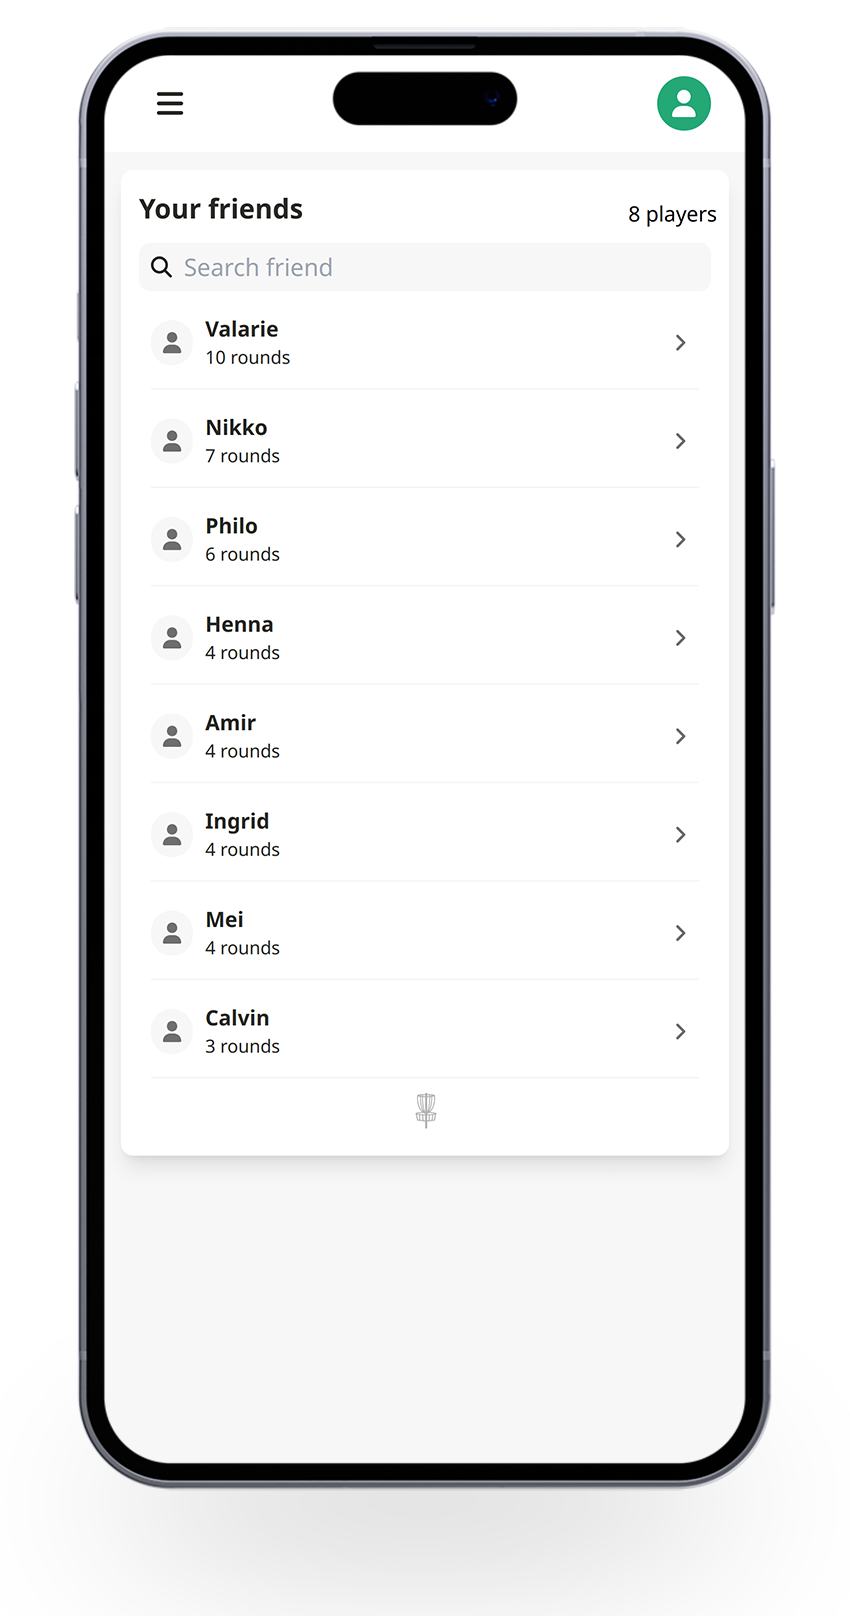 Your friends
8 players
Search friend
Valarie
10 rounds
Nikko
7 rounds
Philo
6 rounds
Henna
4 rounds
Amir
4 rounds
Ingrid
4 rounds
Mei
4 rounds
Calvin
3 rounds